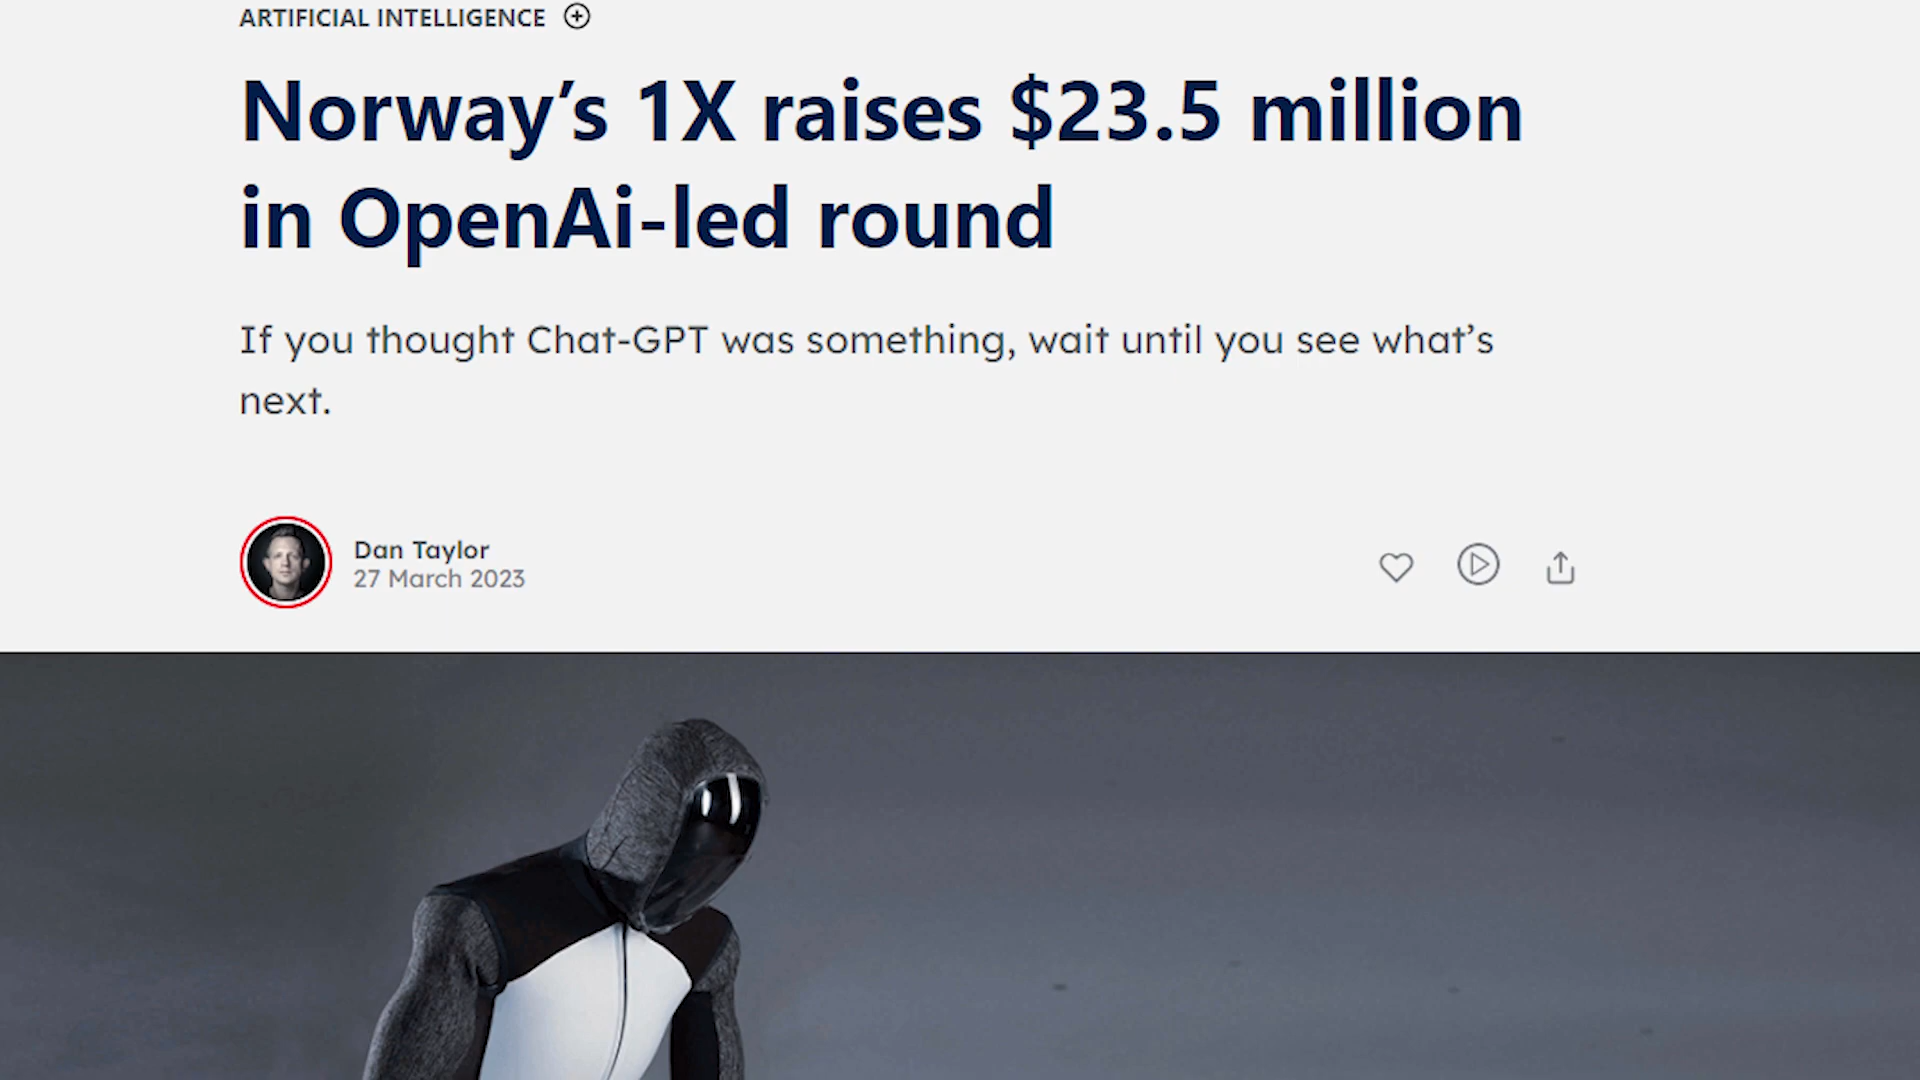 ARTIFICIAL INTELLIGENCE
Norway’s 1X raises $23.5 million
in OpenAi-led round
If you thought Chat-GPT was something, wait until you see what’s
next.
Dan Taylor
27 March 2023